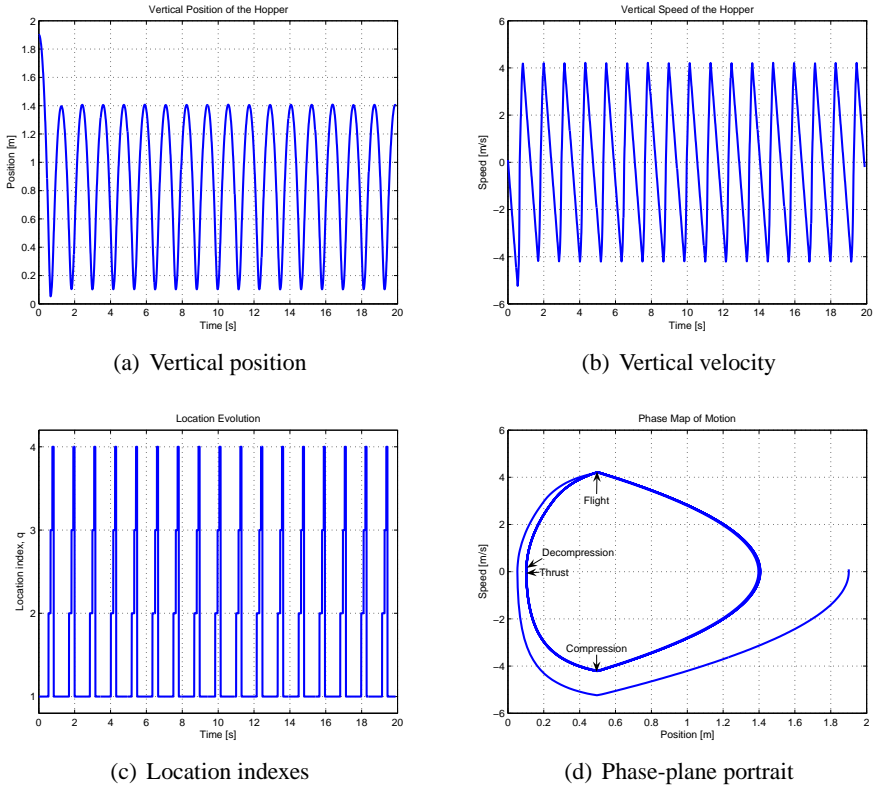 Vertical Position of the Hopper
2
1.8
1.6
1.4
1.2
1
0.8
0.6
0.4
0.2
0
Position [m]
0 2 4 6 8 10 12 14 16 18 20
Time [s]
(a) Vertical position
Vertical Speed of the Hopper
6
4
2
0
−2
−4
−6
Speed [m/s]
0 2 4 6 8 10 12 14 16 18 20
Time [s]
(b) Vertical velocity
Location Evolution
4
3
2
1
Location index, q
0 2 4 6 8 10 12 14 16 18 20
Time [s]
(c) Location indexes
Phase Map of Motion
6
4
2
0
−2
−4
−6
Speed [m/s]
Flight
Decompression
Thrust
Compression
0 0.2 0.4 0.6 0.8 1 1.2 1.4 1.6 1.8 2
Position [m]
(d) Phase-plane portrait